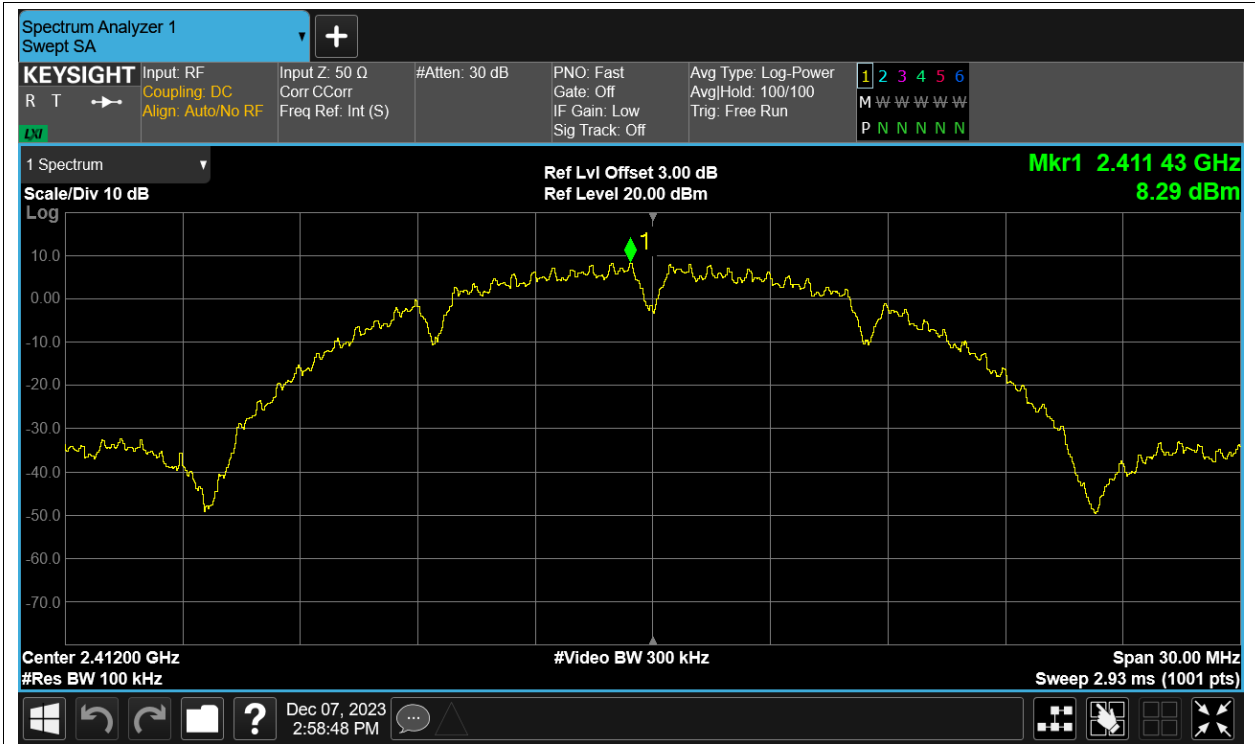 Spectrum Analyzer 1
Swept SA
KEYSIGHT
R T
LXI
Input: RF
Coupling: DC
Align: Auto/No RF
Input Z: 50 Ω
Corr CCorr
Freq Ref: Int (S)
#Atten: 30 dB
PNO: Fast
Gate: Off
IF Gain: Low
Sig Track: Off
Avg Type: Log-Power
Avg|Hold: 100/100
Trig: Free Run
1 2 3 4 5 6
M W W W W W
P N N N N N
1 Spectrum
Scale/Div 10 dB
Log
Ref Lvl Offset 3.00 dB
Ref Level 20.00 dBm
Mkr1 2.411 43 GHz
8.29 dBm
1
10.0
0.00
-10.0
-20.0
-30.0
-40.0
-50.0
-60.0
-70.0
Center 2.41200 GHz
#Res BW 100 kHz
#Video BW 300 kHz
Span 30.00 MHz
Sweep 2.93 ms (1001 pts)
?
Dec 07, 2023
2:58:48 PM